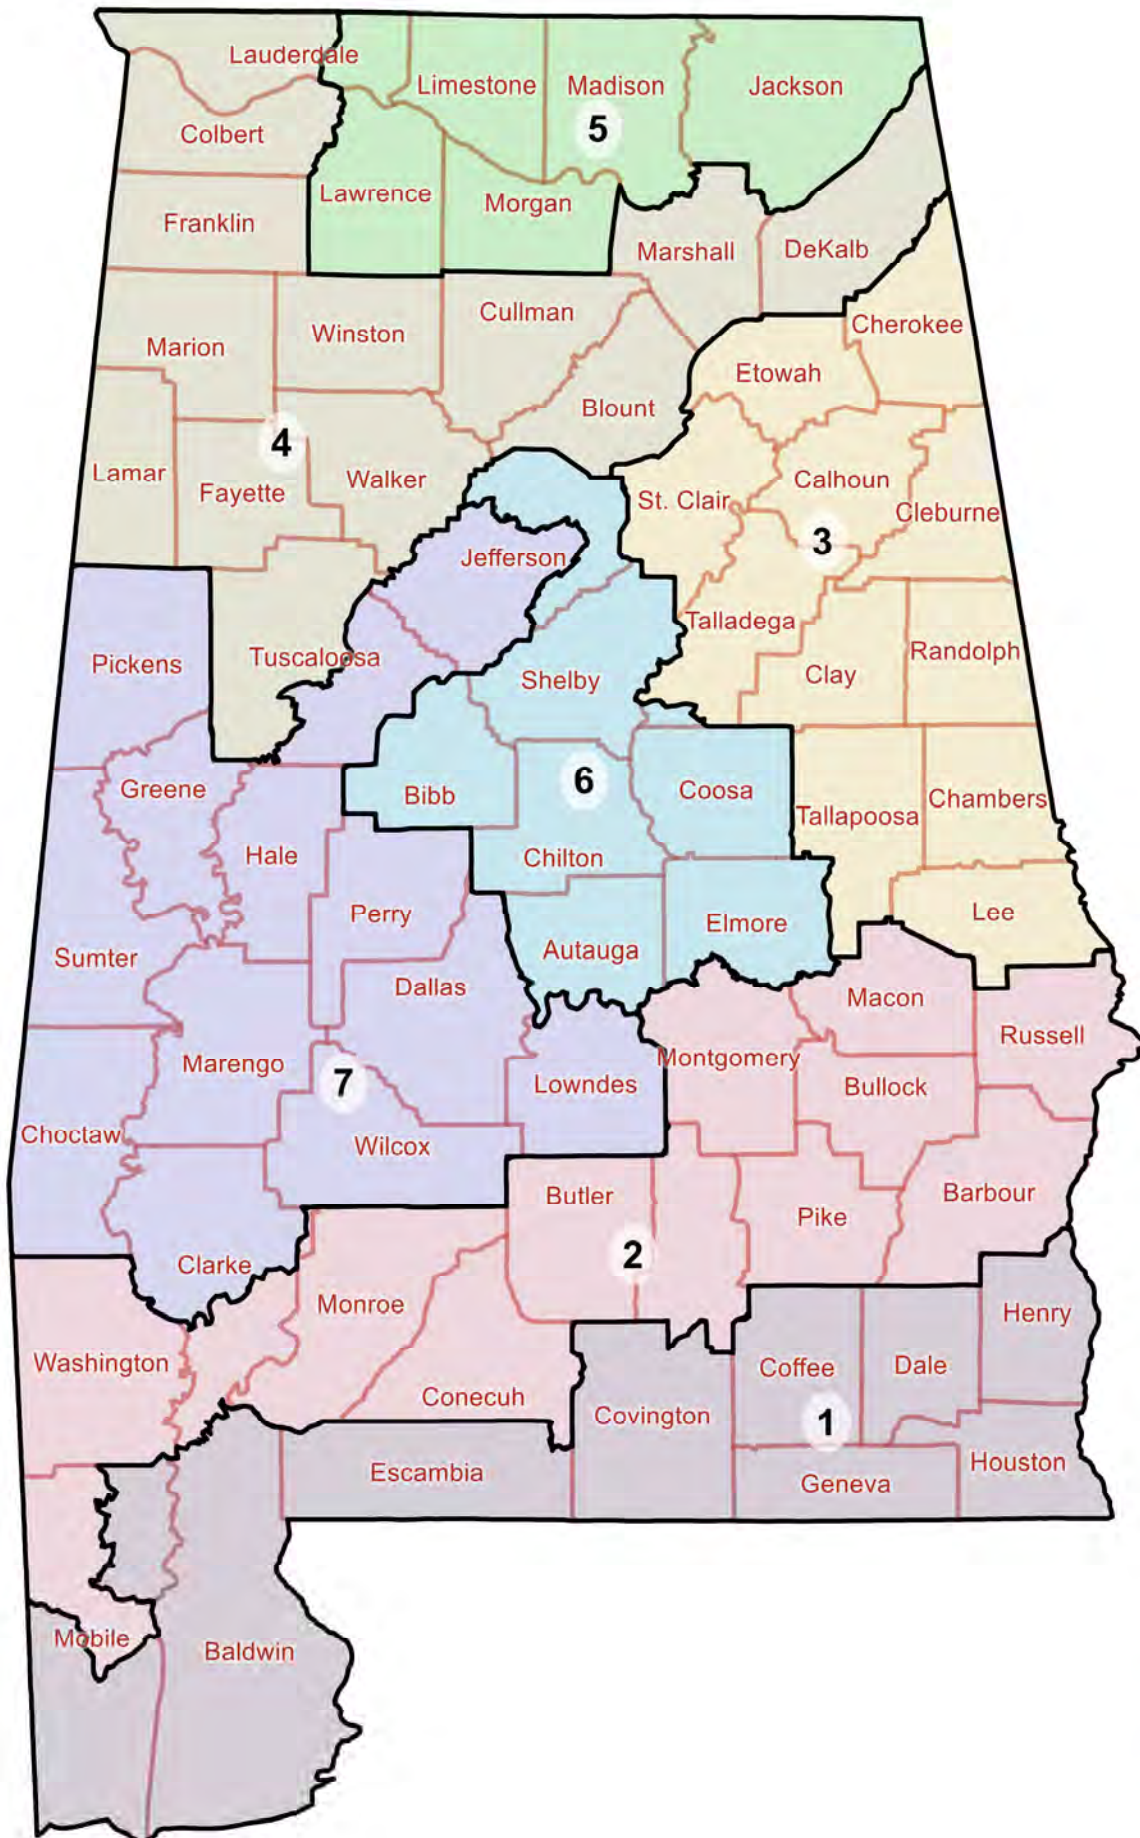 Lauderdale
Limestone
Madison
Jackson
5
Colbert
Lawrence
Morgan
Franklin
Marshall
DeKalb
Cullman
Winston
Marion
Cherokee
Etowah
Blount
4
Lamar
Fayette
Walker
St. Clair
Calhoun
Cleburne
3
Jefferson
Talladega
Pickens
Tuscaloosa
Shelby
Clay
Randolph
6
Greene
Bibb
Coosa
Tallapoosa
Chambers
Hale
Chilton
Perry
Lee
Sumter
Autauga
Elmore
Dallas
Macon
Russell
Marengo
7
Lowndes
Montgomery
Bullock
Choctaw
Wilcox
Butler
Pike
Barbour
2
Clarke
Monroe
Henry
Washington
Conecuh
Coffee
Dale
Covington
1
Escambia
Geneva
Houston
Mobile
Baldwin